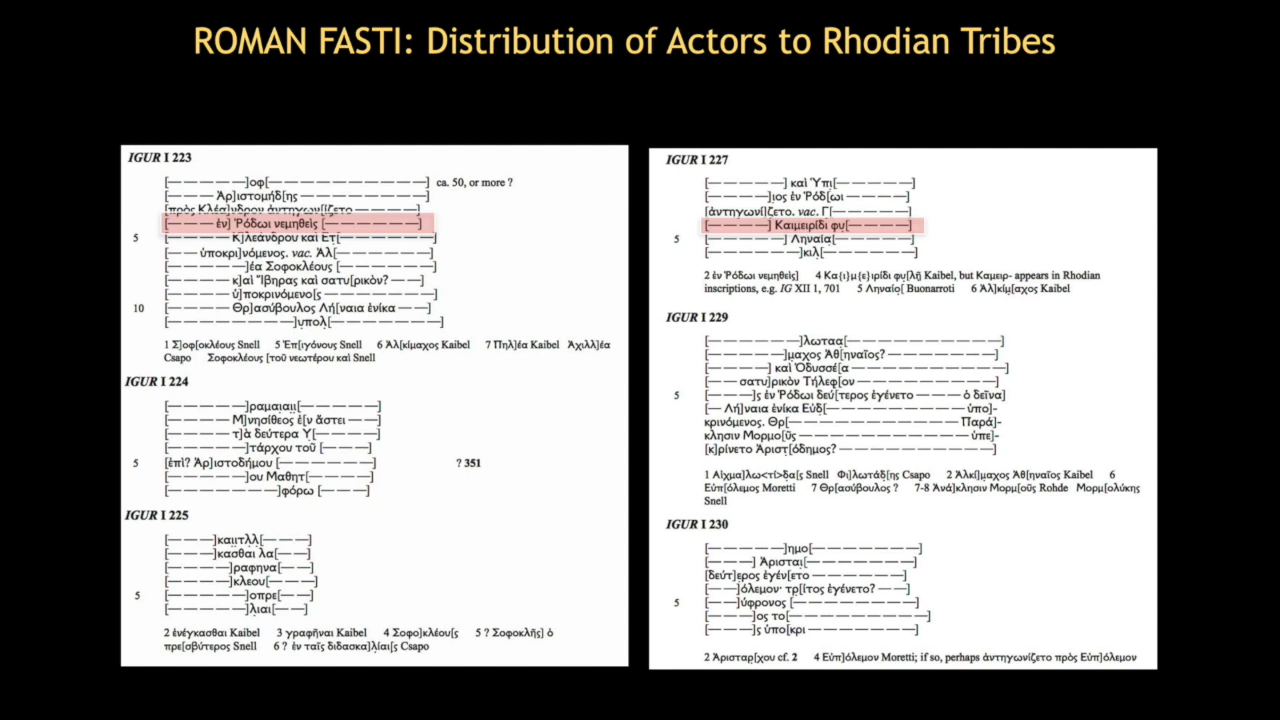 ROMAN FASTI: Distribution of Actors to Rhodian Tribes
IGUR I 223
[— — — — — —]οφ[— — — — — — — — — — — —] ca. 50, or more ?
[— — — — Ἀρ]ιστομήδ[ης — — — — — — — — —
[πρὸς Κλέα]νδρον ἀντηγων[ίζετο — — — — —
[— — — — ἐν] Ῥόδωι νεμηθεὶς [— — — — — — —]
5 [— — — — — Κ]λεάνδρου καὶ Ετ[— — — — — — —]
[— — — ὑποκρι]νόμενος. vac. Ἀλ[— — — — — —]
[— — — — — —]έα Σοφοκλέους [— — — — — —]
[— — — — — κ]αὶ Ἴβηρας καὶ σατυ[ρικὸν? — — —]
[— — — — — ὑ]ποκρινόμενο[ς — — — — — — —]
10 [— — — — — Θρ]ασύβουλος Λή[ναια ἐνίκα — —]
[— — — — — — — — —]υπολ[— — — — — — — —]
1 Σ]οφ[οκλέους Snell 5 Ἐπ[ιγόνους Snell 6 Ἀλ[κίμαχος Kaibel 7 Πηλ]έα Kaibel Ἀχιλλ]έα
Csapo Σοφοκλέους [τοῦ νεωτέρου καὶ Snell
IGUR I 224
[— — — — — —]ραμαιαιι[— — — — — —]
[— — — — — Μ]νησίθεος ἐ[ν ἄστει — —]
[— — — — — τ]ὰ δεύτερα Υ[— — — — —]
[— — — — — —]τάρχου τοῦ [— — — — —]
5 [ἐπὶ? Ἀρ]ιστοδήμου [— — — — — — — —] ? 351
[— — — — — —]ου Μαθητ[— — — — —]
[— — — — — — — —]φόρω [— — — — —]
IGUR I 225
[— — — —]καιιτλλ[— — — —]
[— — — —]κασθαι λα[— — —]
[— — — — —]ραφηνα[— — —]
[— — — — —]κλεου[— — — —]
5 [— — — — — —]οπρε[— — —]
[— — — — — —]λιαι[— — —]
2 ἐνέγκασθαι Kaibel 3 γραφῆναι Kaibel 4 Σοφο]κλέου[ς 5 ? Σοφοκλῆς] ὁ
πρε[σβύτερος Snell 6 ? ἐν ταῖς διδασκα]λίαι[ς Csapo
IGUR I 227
[— — — — — —] καὶ Ὑπι[— — — — — —]
[— — — — —]ιος ἐν Ῥόδ[ωι — — — — —]
[ἀντηγων[ί]ζετο. vac. Γ[— — — — — —]
[— — — — —] Καιμειρίδι φυ[— — — — —]
5 [— — — — — — —] Ληναία[— — — — — —]
[— — — — — — — —]κιλ[— — — — — — —]
2 ἐν Ῥόδωι νεμηθείς] 4 Κα{ι}μ{ε}ιρίδι φυ[λῇ Kaibel, but Καμειρ- appears in Rhodian
inscriptions, e.g. IG XII 1, 701 5 Ληναίο[ Buonarroti 6 Ἀλ]κίμ[αχος Kaibel
IGUR I 229
[— — — — — — — —]λωταα[— — — — — — — — — —]
[— — — — — — —]μαχος Ἀθ[ηναῖος? — — — — — —]
[— — — — — —] καὶ Ὀδυσσέ[α — — — — — — — —]
[— — — σατυ]ρικὸν Τήλεφ[ον — — — — — — — —]
5 [— — — — —]ς ἐν Ῥόδωι δεύ[τερος ἐγένετο — — — — ὁ δεῖνα]
[— Λή]ναια ἐνίκα Εὐδ[— — — — — — — — — — — ὑπο]-
κρινόμενος. Θρ[— — — — — — — — — — — — Παρά]-
κλησιν Μορμο[ῦς — — — — — — — — — — — — — ὑπε]-
[κ]ρίνετο Ἀριστ[όδημος? — — — — — — — — — — —]
1 Αἰχμα]λω<τί>δα[ς Snell Φι]λωτάδ[ης Csapo 2 Ἀλκί]μαχος Ἀθ[ηναῖος Kaibel 6
Εὐπ[όλεμος Moretti 7 Θρ[ασύβουλος ? 7-8 Ἀνά]κλησιν Μορμ[οῦς Rohde Μορμ[ολύκης
Snell
IGUR I 230
[— — — — — — —]ημο[— — — — — — — — —]
[— — — — —] Ἀρισται[— — — — — — — — —]
[δεύτ]ερος ἐγέν[ετο — — — — — — — —]
[— — — —]όλεμον· τρ[ίτος ἐγένετο? — — —]
5 [— — — —]ύφρονος [— — — — — — — — —]
[— — — — — —]ος το[— — — — — — — — —]
[— — — — — —]ς ὑπο[κρι — — — — — — —]
2 Ἀρισταρ[χου cf. 2 4 Εὐπ]όλεμον Moretti; if so, perhaps ἀντηγωνίζετο πρὸς Εὐπ]όλεμον